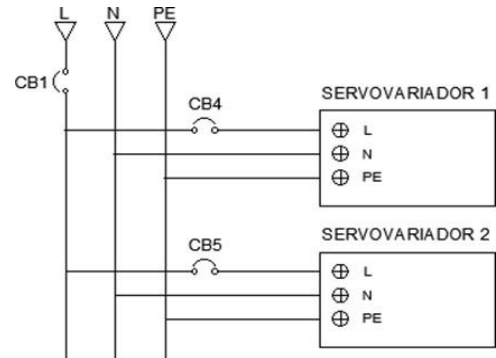 L N PE
CB1
CB4
SERVOVARIADOR 1
L
N
PE
CB5
SERVOVARIADOR 2
L
N
PE